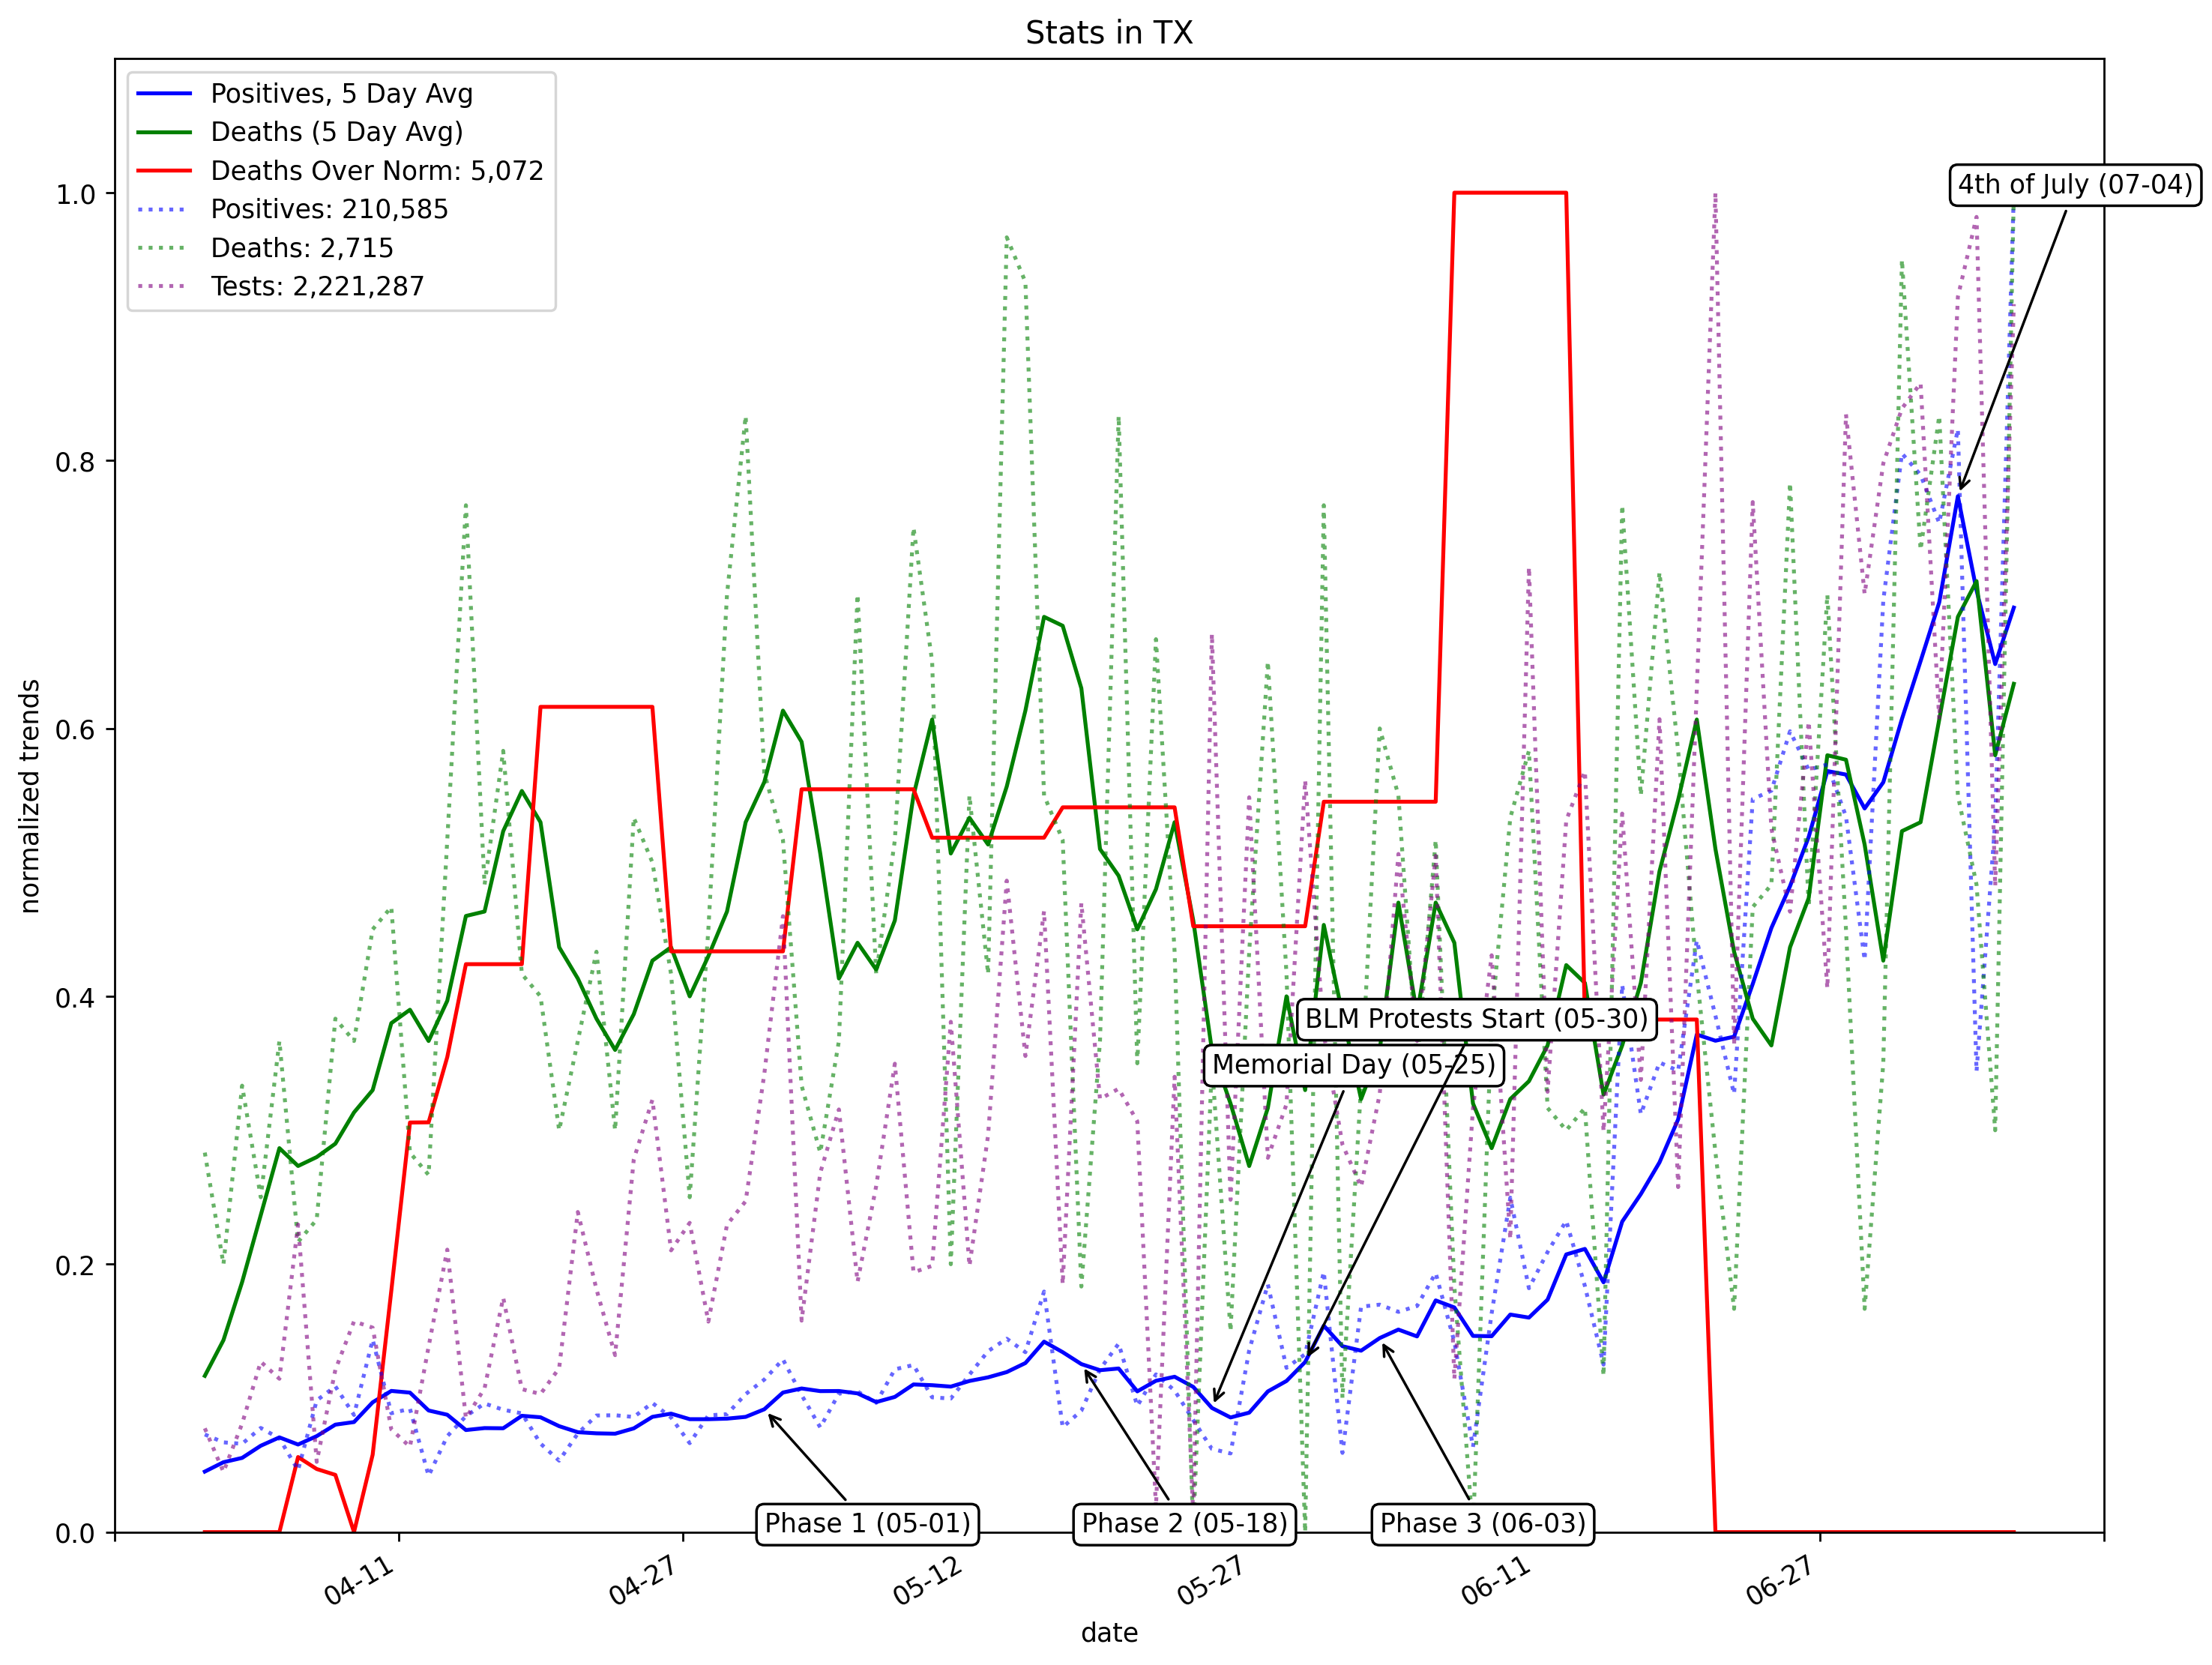 Stats in TX
Positives, 5 Day Avg
Deaths (5 Day Avg)
Deaths Over Norm: 5,072
Positives: 210,585
Deaths: 2,715
Tests: 2,221,287
4th of July (07-04)
BLM Protests Start (05-30)
Memorial Day (05-25)
Phase 1 (05-01)
Phase 2 (05-18)
Phase 3 (06-03)
normalized trends
1.0
0.8
0.6
0.4
0.2
0.0
04-11
04-27
05-12
05-27
06-11
06-27
date